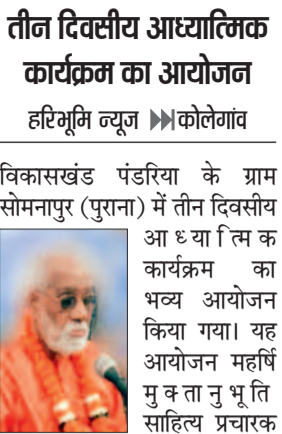 तीन दिवसीय आध्यात्मिक
कार्यक्रम का आयोजन
हरिभूमि न्यूज ▶▶| कोलेगांव
विकासखंड पंडरिया के ग्राम
सोमनापुर (पुराना) में तीन दिवसीय
आध्यात्मिक
कार्यक्रम का
भव्य आयोजन
किया गया। यह
आयोजन महर्षि
मुक्तानुभूति
साहित्य प्रचारक